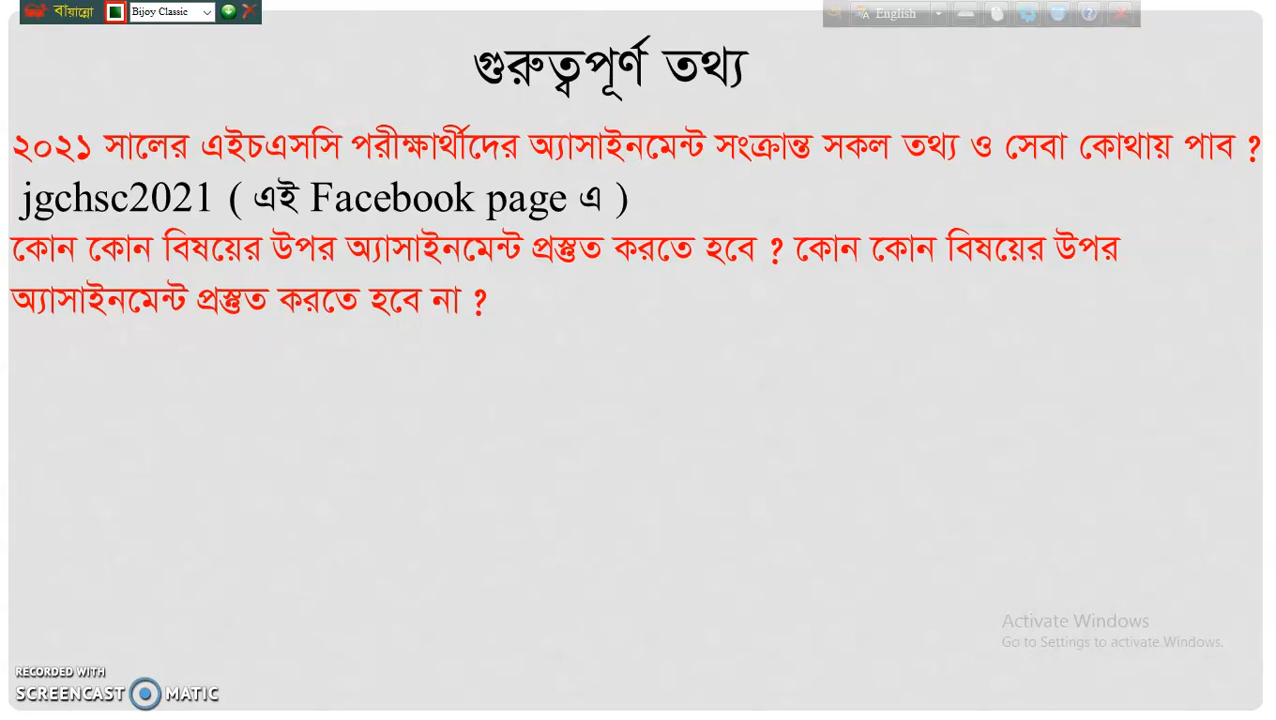 বায়ান্নো Bijoy Classic English
গুরুত্বপূর্ণ তথ্য
২০২১ সালের এইচএসসি পরীক্ষার্থীদের অ্যাসাইনমেন্ট সংক্রান্ত সকল তথ্য ও সেবা কোথায় পাব ?
jgchsc2021 ( এই Facebook page এ )
কোন কোন বিষয়ের উপর অ্যাসাইনমেন্ট প্রস্তুত করতে হবে ? কোন কোন বিষয়ের উপর
অ্যাসাইনমেন্ট প্রস্তুত করতে হবে না ?
Activate Windows
Go to Settings to activate Windows.
RECORDED WITH
SCREENCAST MATIC